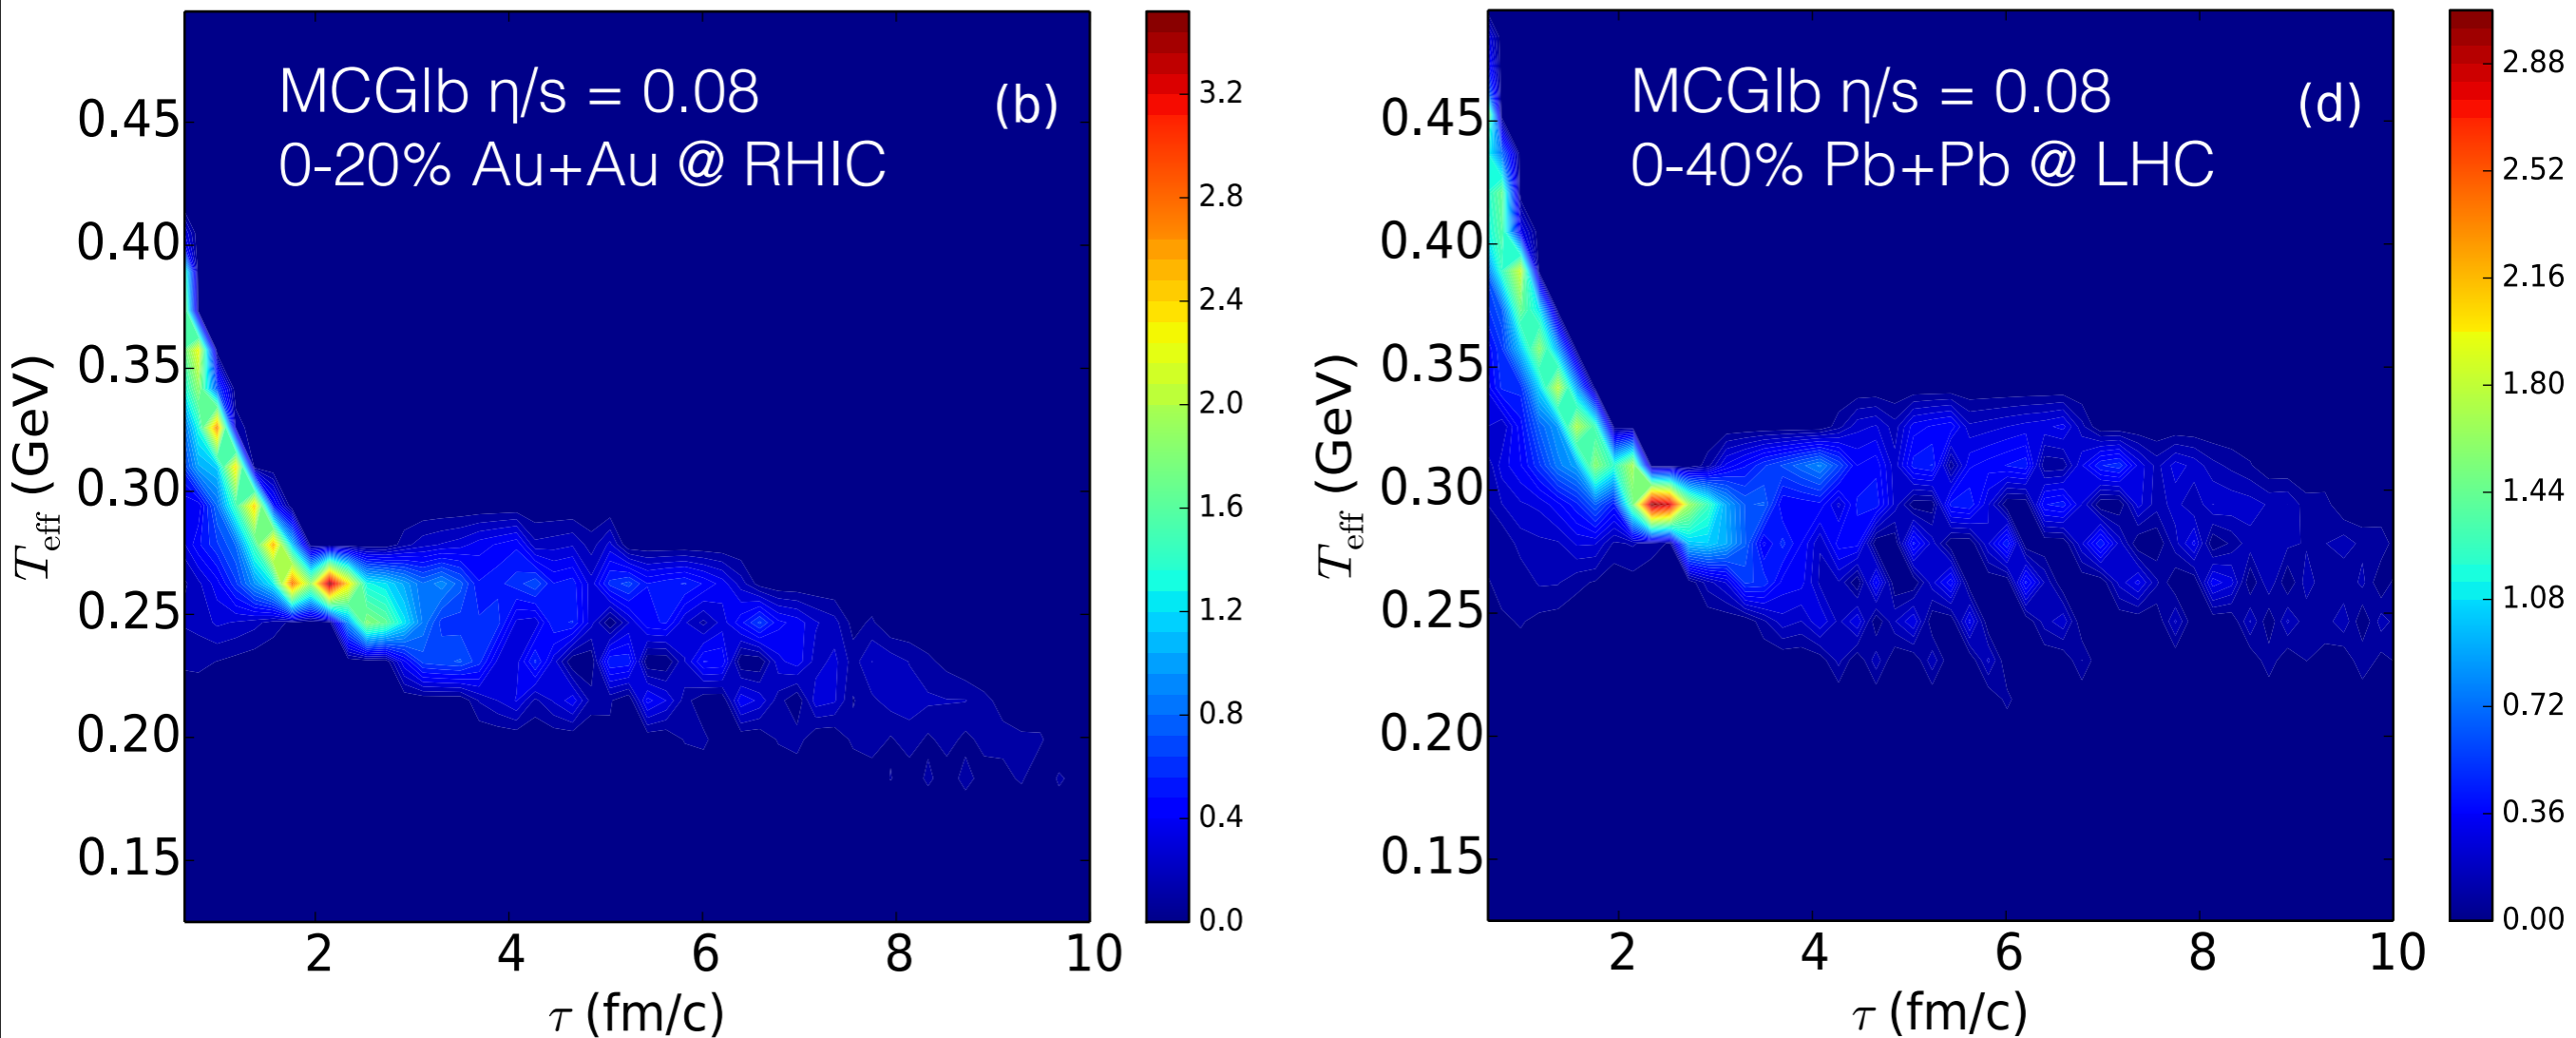 MCGlb η/s = 0.08
(b)
0-20% Au+Au @ RHIC
0.45
0.40
0.35
0.30
0.25
0.20
0.15
T_eff (GeV)
2 4 6 8 10
τ (fm/c)
3.2
2.8
2.4
2.0
1.6
1.2
0.8
0.4
0.0
MCGlb η/s = 0.08
(d)
0-40% Pb+Pb @ LHC
0.45
0.40
0.35
0.30
0.25
0.20
0.15
T_eff (GeV)
2 4 6 8 10
τ (fm/c)
2.88
2.52
2.16
1.80
1.44
1.08
0.72
0.36
0.00